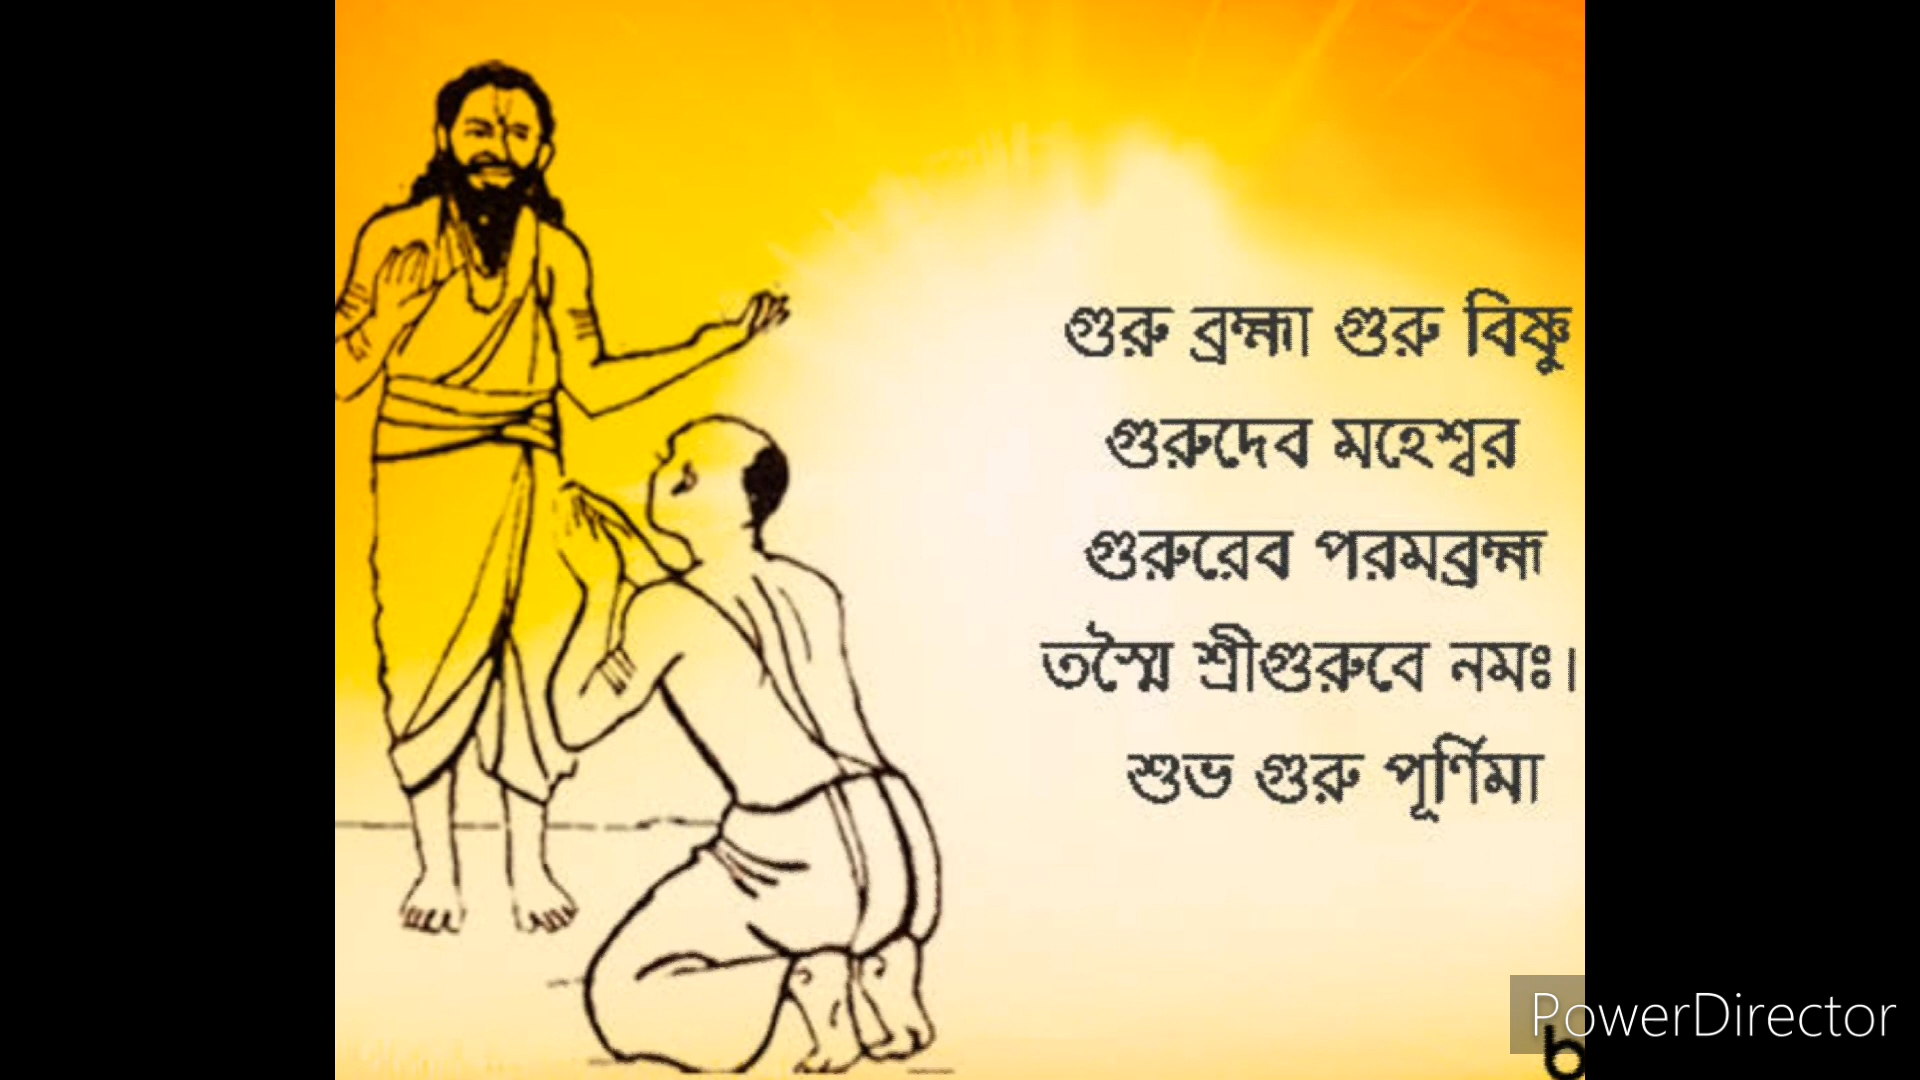 গুরু ব্রহ্মা গুরু বিষ্ণু
গুরুদেব মহেশ্বর
গুরুরেব পরমব্রহ্ম
তস্মৈ শ্রীগুরুবে নমঃ।
শুভ গুরু পূর্ণিমা
PowerDirector
b